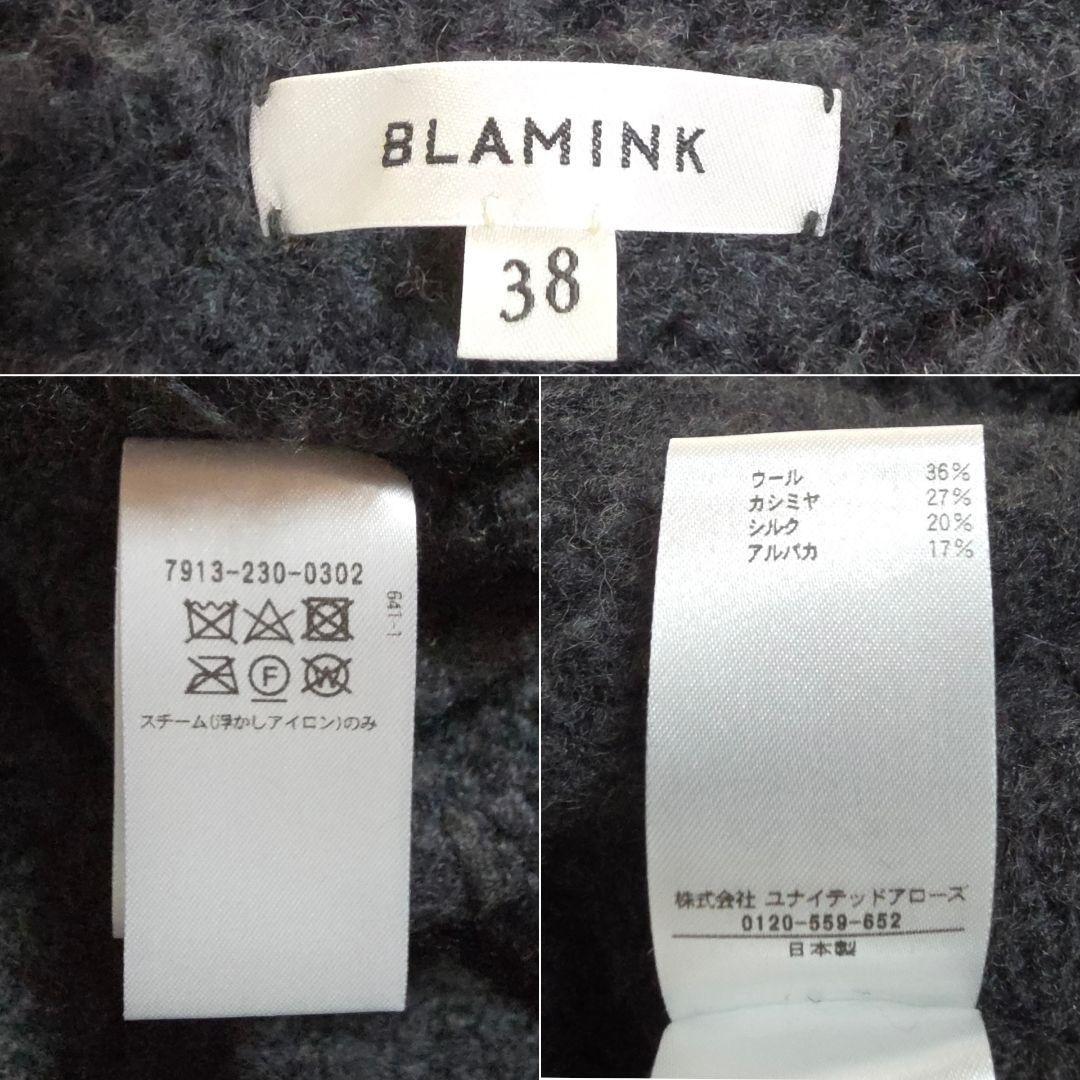 BLAMINK
38
7913-230-0302
641-1
F
W
スチーム(浮かしアイロン)のみ
ウール 36%
カシミヤ 27%
シルク 20%
アルパカ 17%
株式会社 ユナイテッドアローズ
0120-559-652
日本製